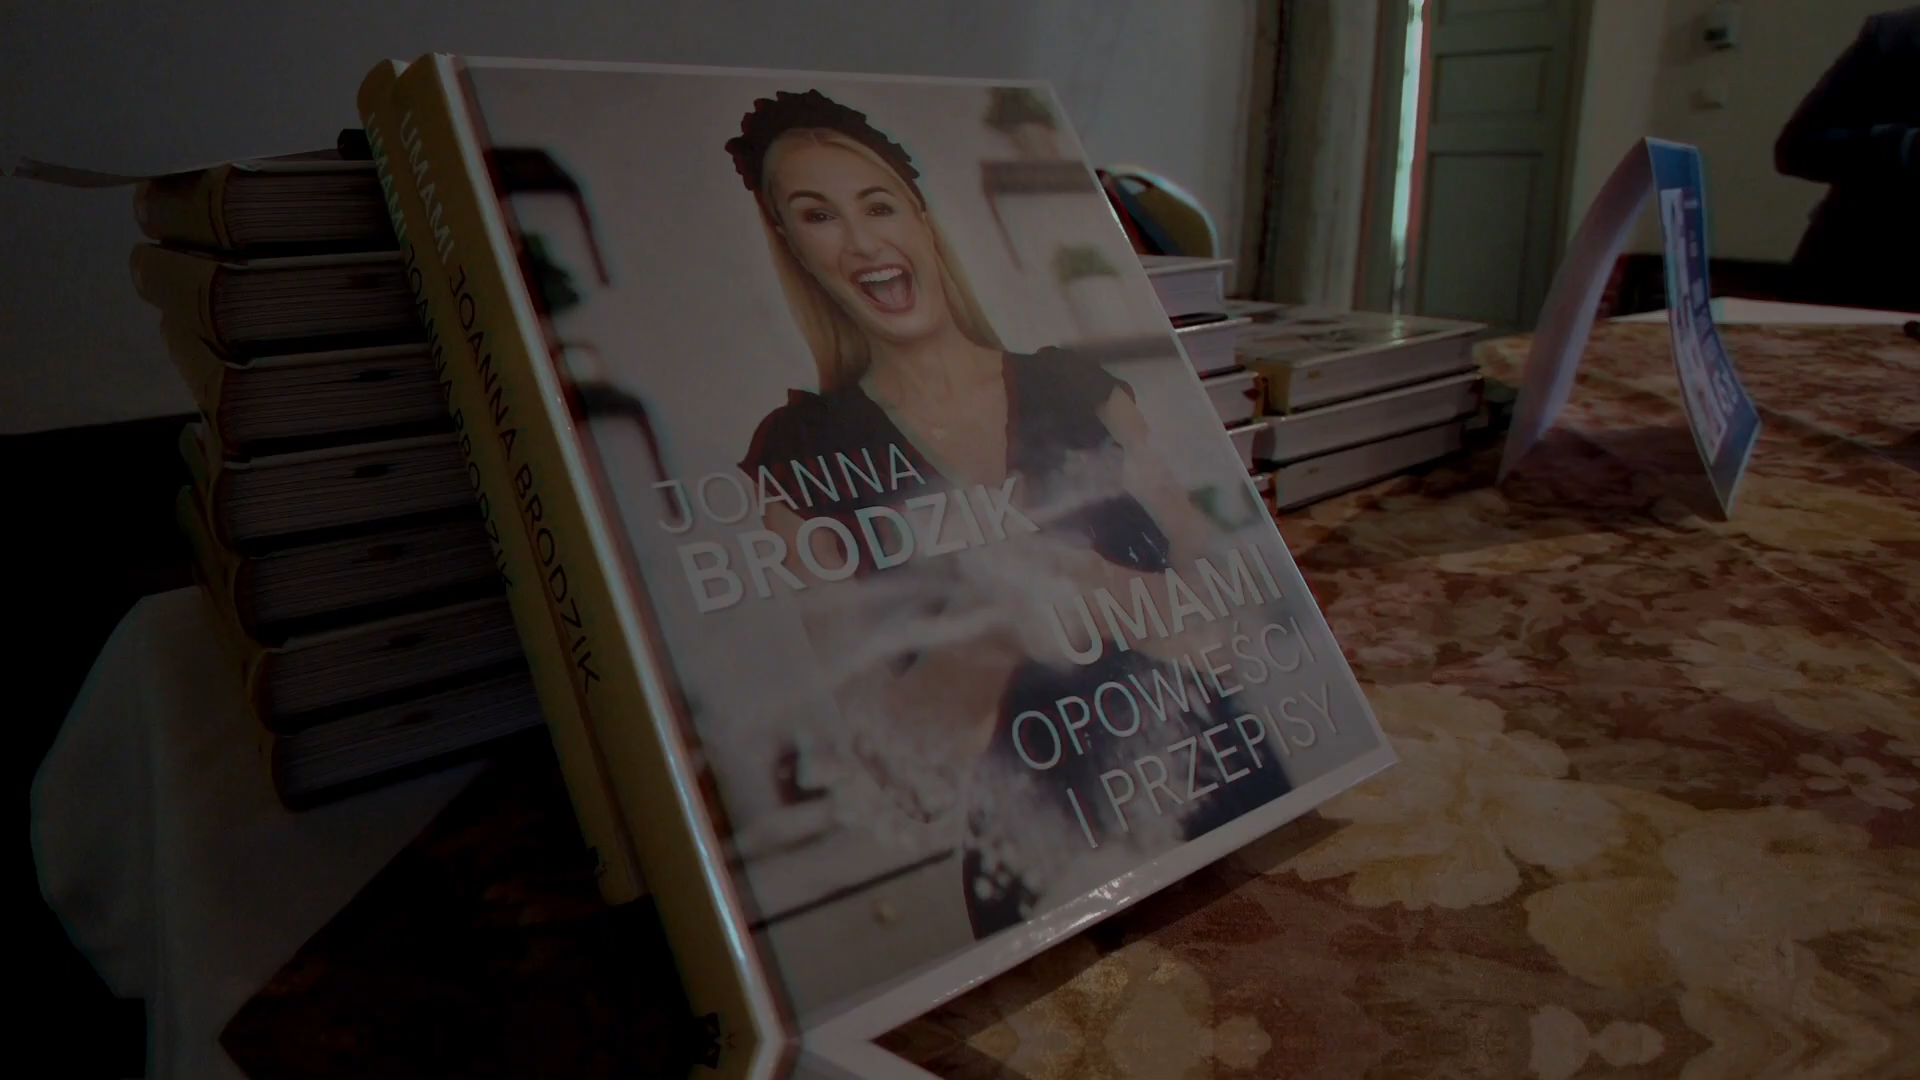 UMAMI JOANNA BRODZIK
UMAMI JOANNA BRODZIK
JOANNA
BRODZIK
UMAMI
OPOWIEŚCI
I PRZEPISY